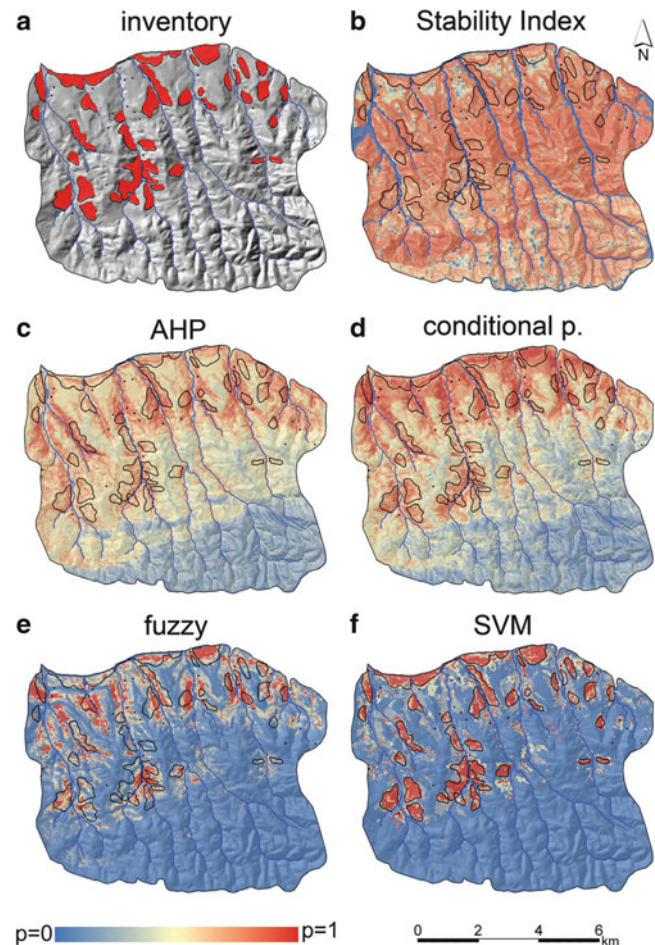 a inventory
b Stability Index
N
c AHP
d conditional p.
e fuzzy
f SVM
p=0 p=1
0 2 4 6
km